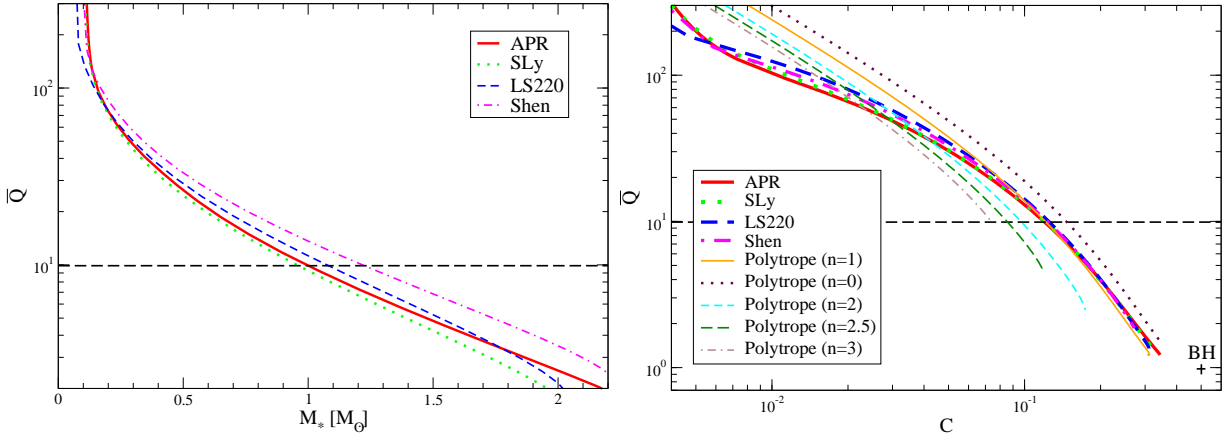 APR
SLy
LS220
Shen
10²
10¹
Q̅
0 0.5 1 1.5 2
M* [M⊙]
10²
10¹
10⁰
Q̅
APR
SLy
LS220
Shen
Polytrope (n=1)
Polytrope (n=0)
Polytrope (n=2)
Polytrope (n=2.5)
Polytrope (n=3)
BH
10⁻² 10⁻¹
C